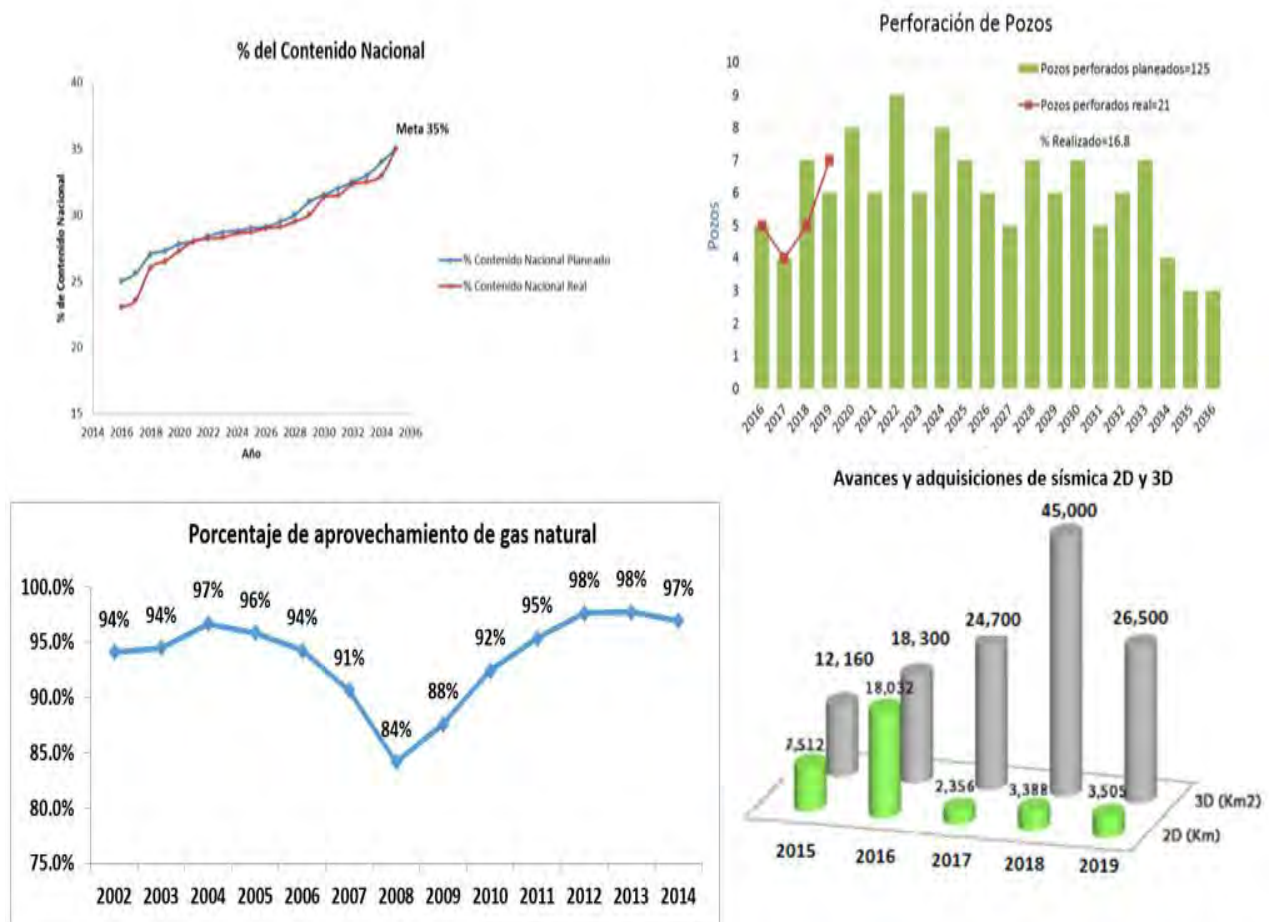 % del Contenido Nacional
40
35
30
25
20
15
% de Contenido Nacional
Meta 35%
% Contenido Nacional Planeado
% Contenido Nacional Real
2014 2016 2018 2020 2022 2024 2026 2028 2030 2032 2034 2036
Año
Perforación de Pozos
10
9
8
7
6
5
4
3
2
1
0
Pozos
Pozos perforados planeados=125
Pozos perforados real=21
% Realizado=16.8
2016 2017 2018 2019 2020 2021 2022 2023 2024 2025 2026 2027 2028 2029 2030 2031 2032 2033 2034 2035 2036
Porcentaje de aprovechamiento de gas natural
100.0%
95.0%
90.0%
85.0%
80.0%
75.0%
94% 94% 97% 96% 94% 91% 84% 88% 92% 95% 98% 98% 97%
2002 2003 2004 2005 2006 2007 2008 2009 2010 2011 2012 2013 2014
Avances y adquisiciones de sísmica 2D y 3D
12,160 18,300 24,700 45,000 26,500
7,512 18,032 2,356 3,388 3,505
3D (Km2)
2D (Km)
2015 2016 2017 2018 2019